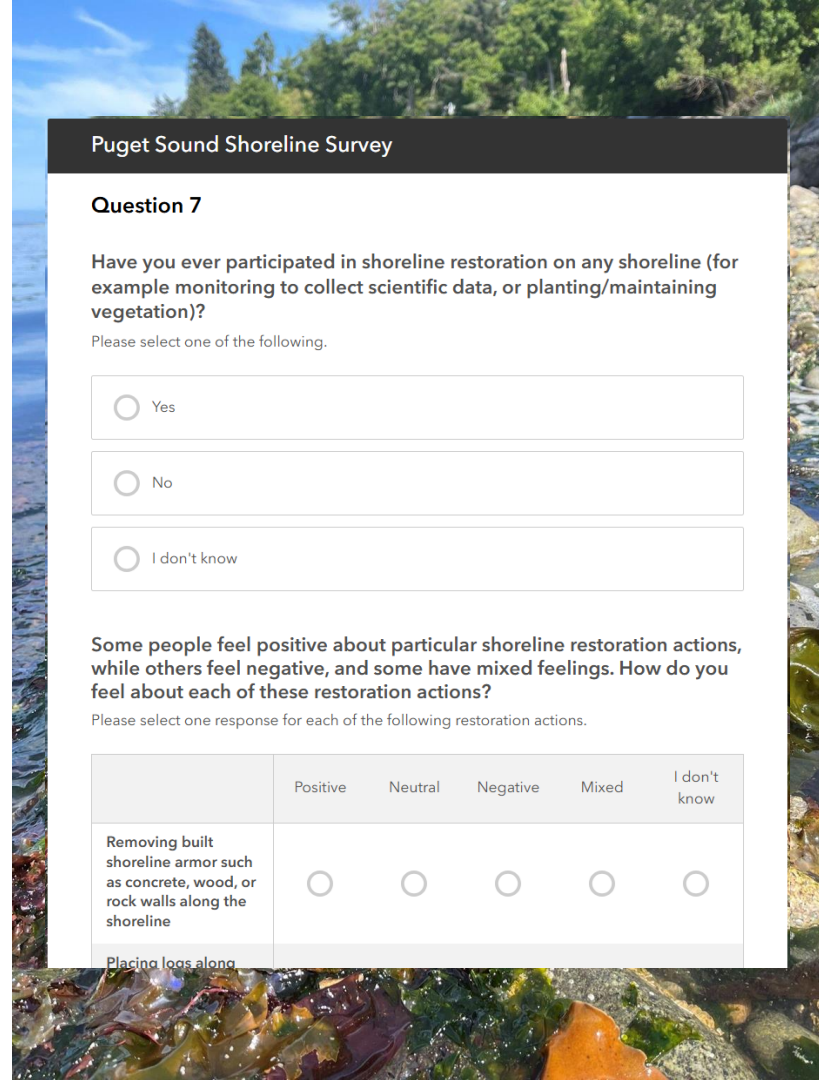 Puget Sound Shoreline Survey
Question 7
Have you ever participated in shoreline restoration on any shoreline (for
example monitoring to collect scientific data, or planting/maintaining
vegetation)?
Please select one of the following.
Yes
No
I don't know
Some people feel positive about particular shoreline restoration actions,
while others feel negative, and some have mixed feelings. How do you
feel about each of these restoration actions?
Please select one response for each of the following restoration actions.
Positive Neutral Negative Mixed I don't
know
Removing built
shoreline armor such
as concrete, wood, or
rock walls along the
shoreline
Placing logs along